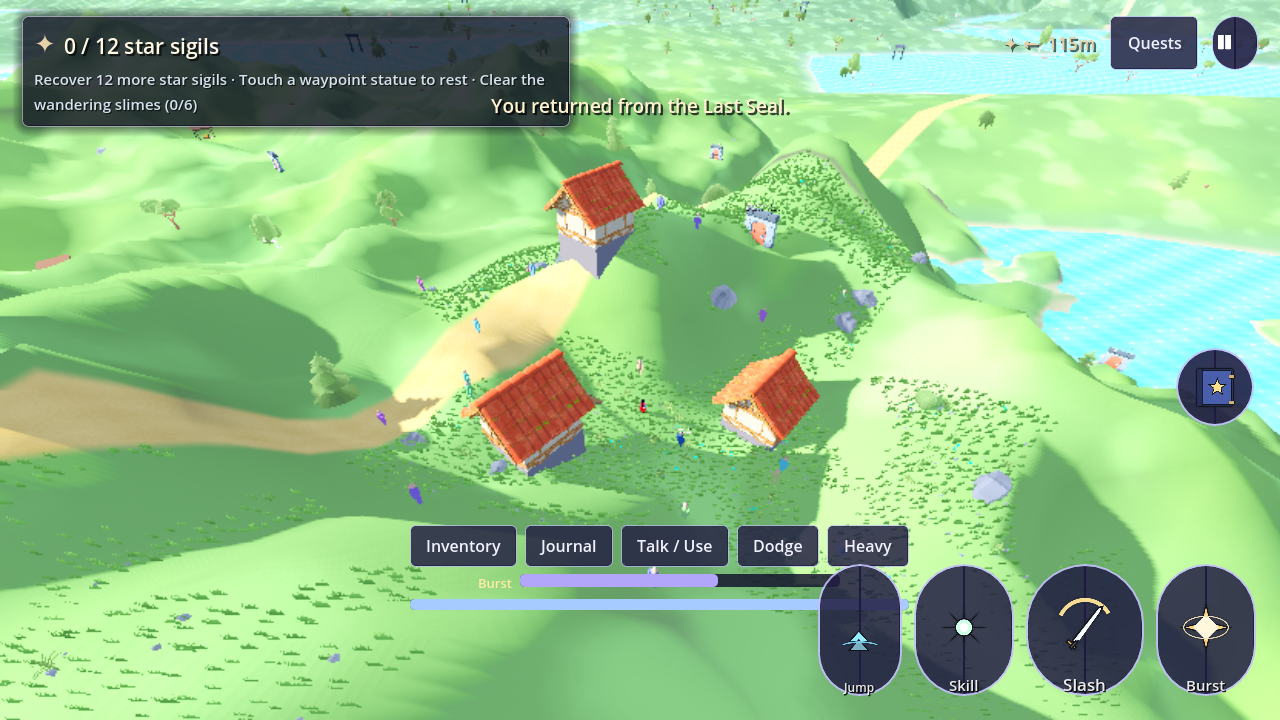 0 / 12 star sigils
Recover 12 more star sigils · Touch a waypoint statue to rest · Clear the
wandering slimes (0/6)
115m
Quests
You returned from the Last Seal.
Inventory
Journal
Talk / Use
Dodge
Heavy
Burst
Jump
Skill
Slash
Burst